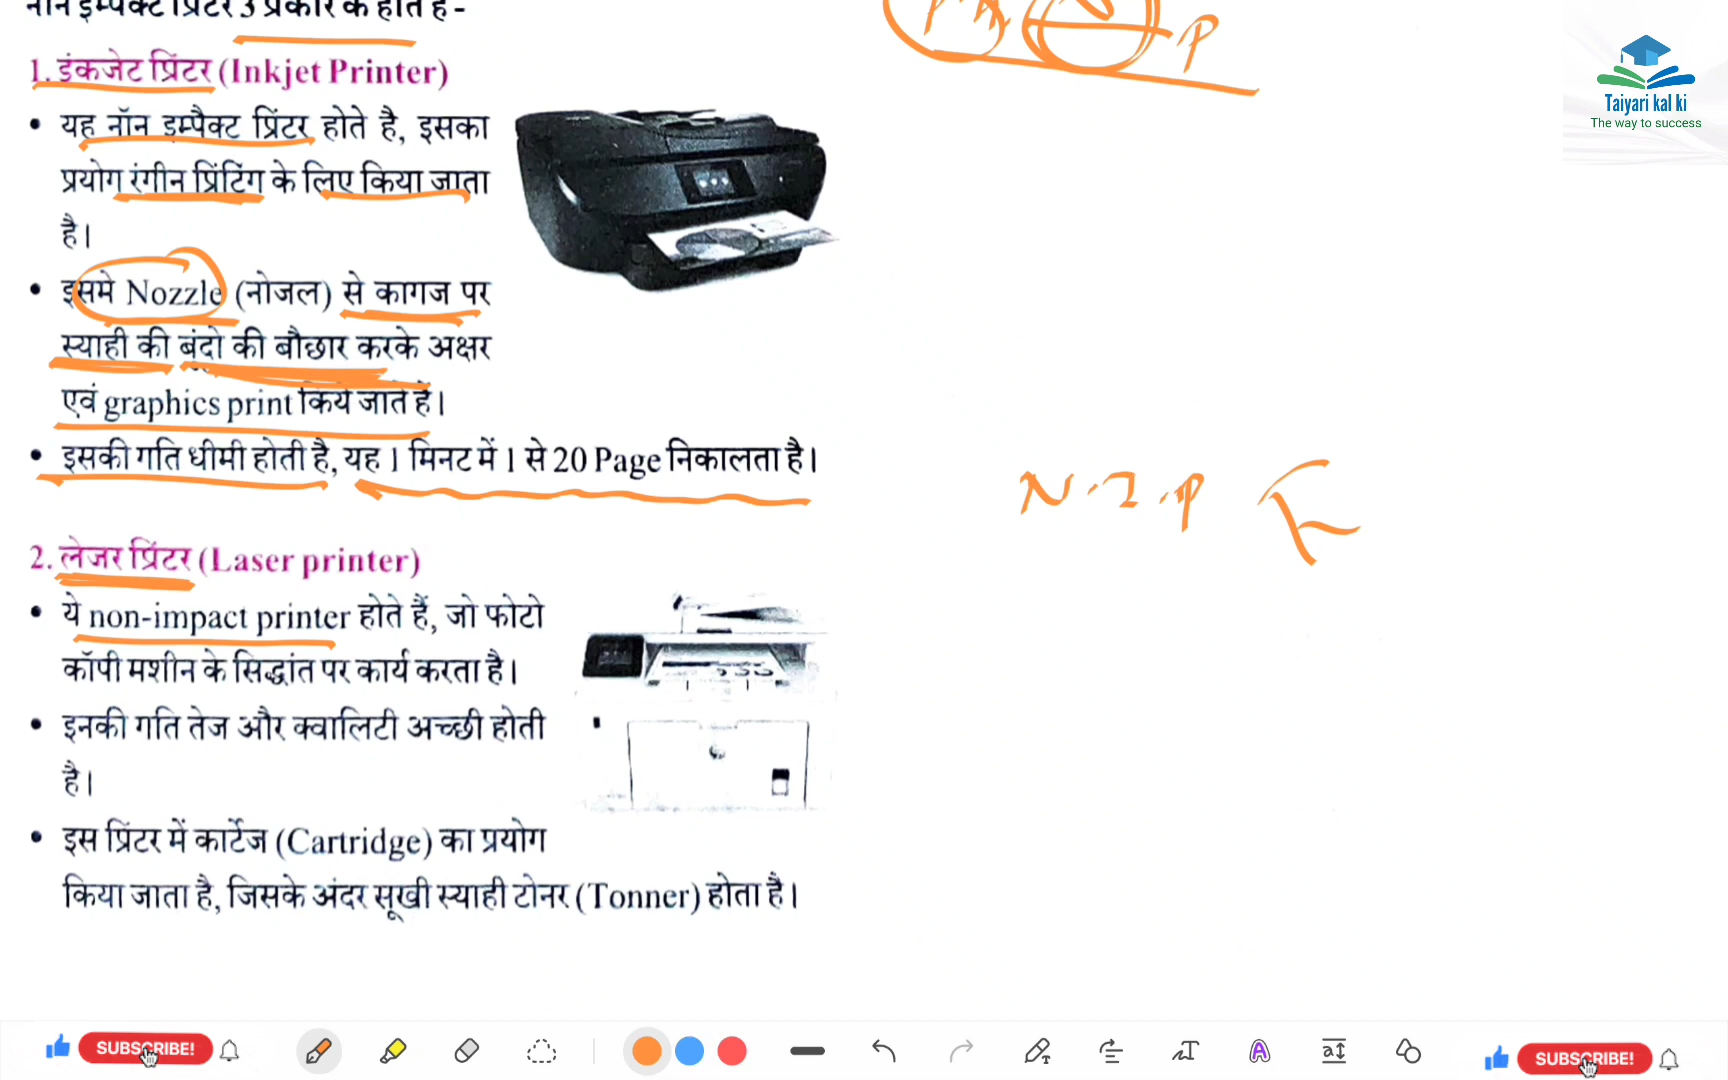 नॉन इम्पैक्ट प्रिंटर 3 प्रकार के होते है -
1. इंकजेट प्रिंटर (Inkjet Printer)
• यह नॉन इम्पैक्ट प्रिंटर होते है, इसका
प्रयोग रंगीन प्रिंटिंग के लिए किया जाता
है।
• इसमे Nozzle (नोजल) से कागज पर
स्याही की बंदो की बौछार करके अक्षर
एवं graphics print किये जाते हैं।
• इसकी गति धीमी होती है, यह 1 मिनट में 1 से 20 Page निकालता है।
N.I.P
2. लेजर प्रिंटर (Laser printer)
• ये non-impact printer होते हैं, जो फोटो
कॉपी मशीन के सिद्धांत पर कार्य करता है।
• इनकी गति तेज और क्वालिटी अच्छी होती
है।
• इस प्रिंटर में कार्टेज (Cartridge) का प्रयोग
किया जाता है, जिसके अंदर सूखी स्याही टोनर (Tonner) होता है।
P
Taiyari kal ki
The way to success
SUBSCRIBE!
SUBSCRIBE!